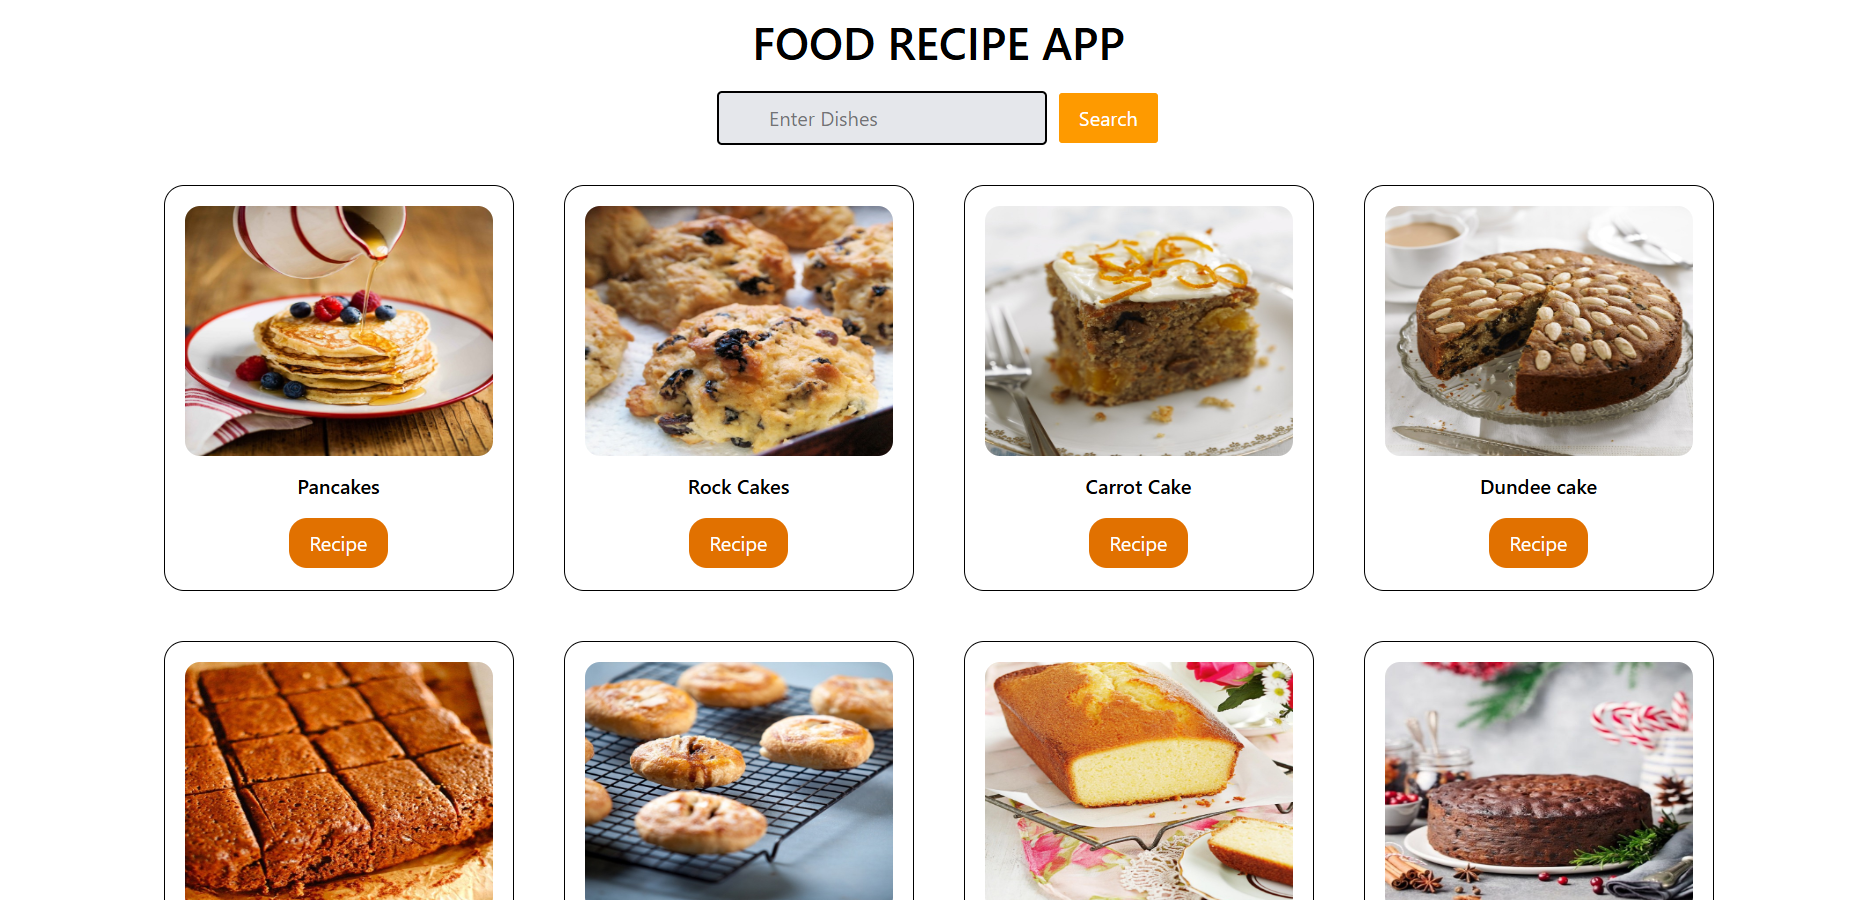 FOOD RECIPE APP
Enter Dishes
Search
Pancakes
Rock Cakes
Carrot Cake
Dundee cake
Recipe
Recipe
Recipe
Recipe